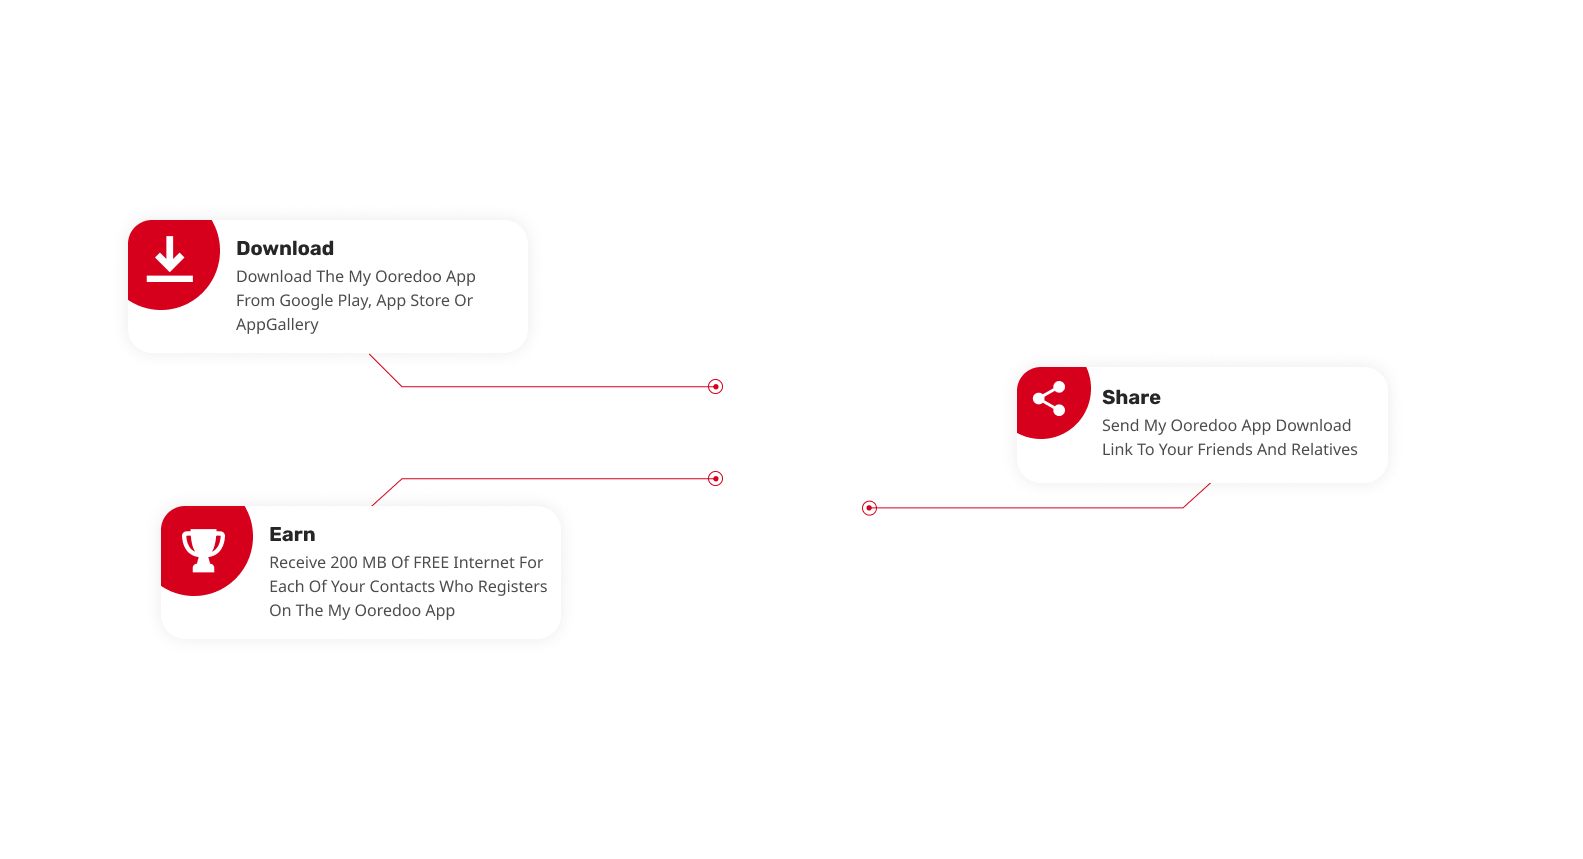 Download
Download The My Ooredoo App
From Google Play, App Store Or
AppGallery
Share
Send My Ooredoo App Download
Link To Your Friends And Relatives
Earn
Receive 200 MB Of FREE Internet For
Each Of Your Contacts Who Registers
On The My Ooredoo App